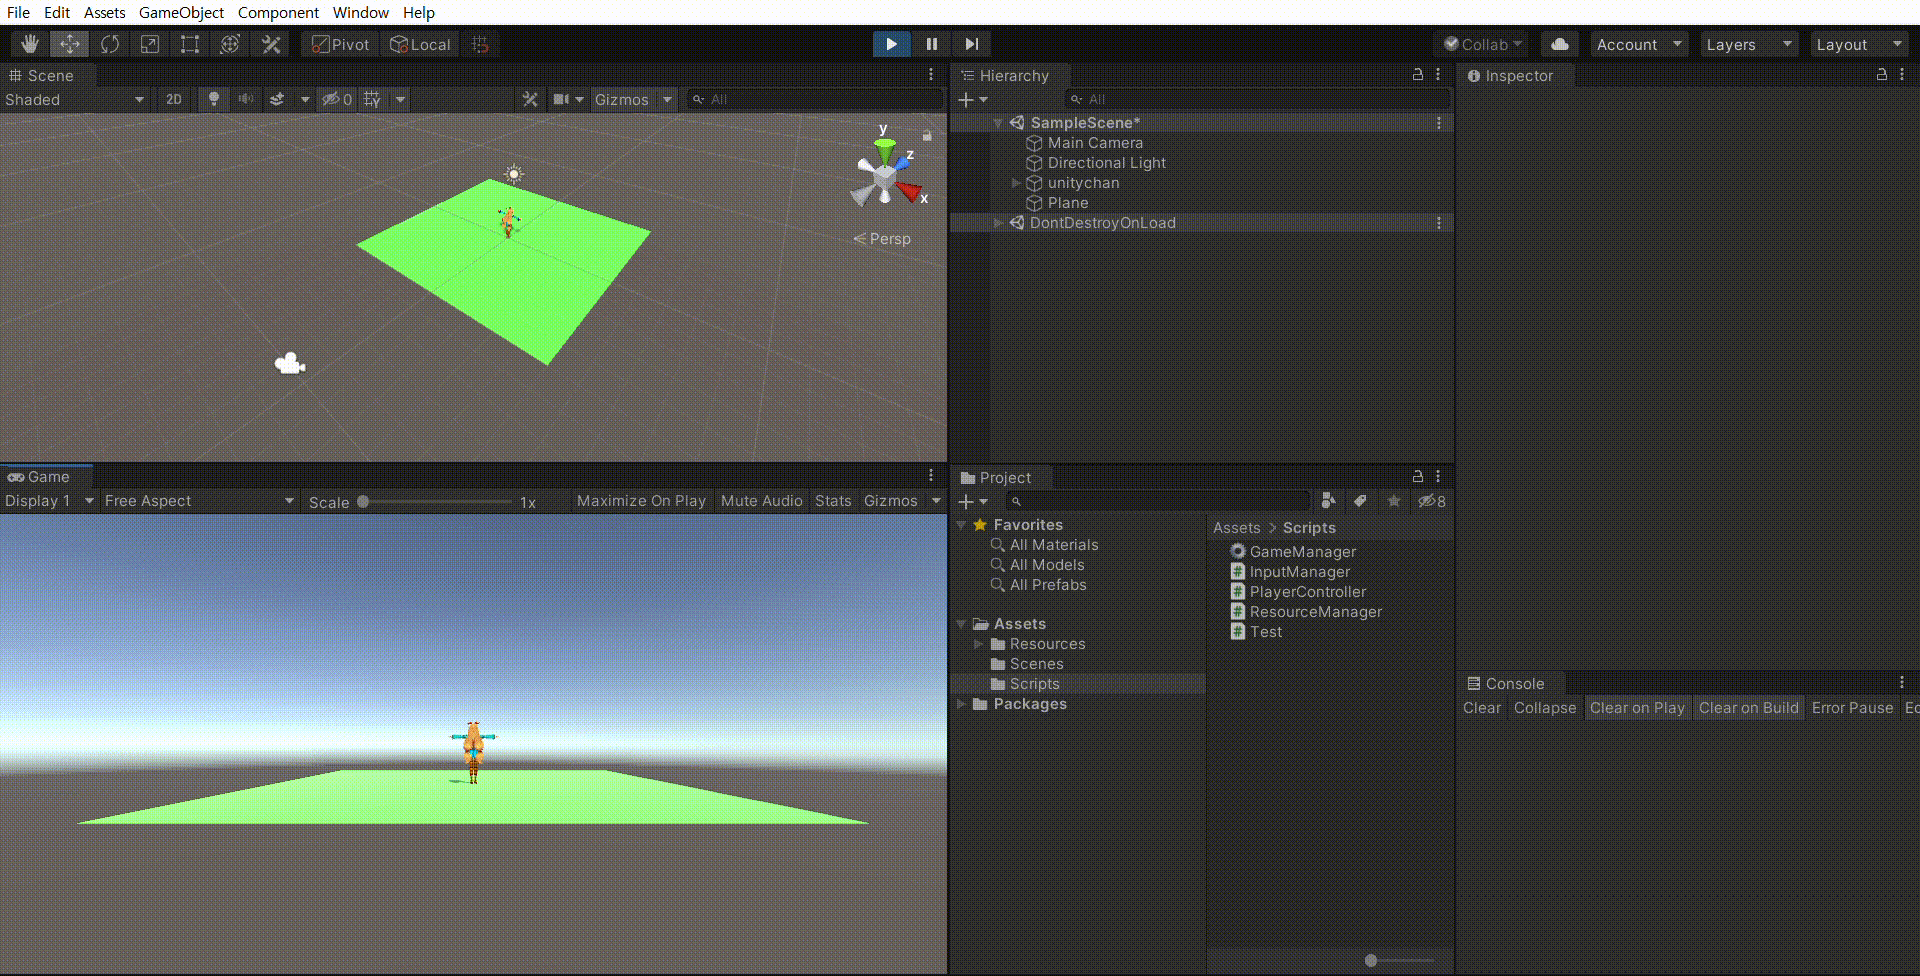 File Edit Assets GameObject Component Window Help
Pivot Local Collab Account Layers Layout
Scene
Shaded 2D 0 Gizmos All
y
z
x
Persp
Hierarchy
All
SampleScene*
Main Camera
Directional Light
unitychan
Plane
DontDestroyOnLoad
Inspector
Game
Display 1 Free Aspect Scale 1x Maximize On Play Mute Audio Stats Gizmos
Project
8
Favorites
All Materials
All Models
All Prefabs
Assets
Resources
Scenes
Scripts
Packages
Assets > Scripts
GameManager
InputManager
PlayerController
ResourceManager
Test
Console
Clear Collapse Clear on Play Clear on Build Error Pause Ec